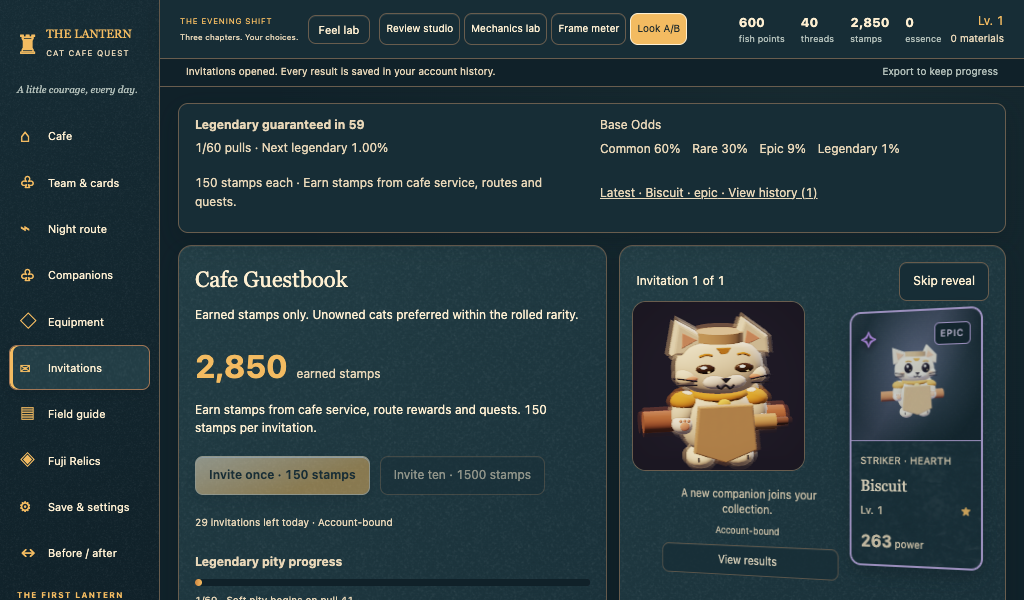 THE LANTERN
CAT CAFE QUEST
A little courage, every day.
Cafe
Team & cards
Night route
Companions
Equipment
Invitations
Field guide
Fuji Relics
Save & settings
Before / after
THE FIRST LANTERN
THE EVENING SHIFT
Three chapters. Your choices.
Feel lab
Review studio
Mechanics lab
Frame meter
Look A/B
600
fish points
40
threads
2,850
stamps
0
essence
Lv. 1
0 materials
Invitations opened. Every result is saved in your account history.
Export to keep progress
Legendary guaranteed in 59
1/60 pulls · Next legendary 1.00%
150 stamps each · Earn stamps from cafe service, routes and
quests.
Base Odds
Common 60% Rare 30% Epic 9% Legendary 1%
Latest · Biscuit · epic · View history (1)
Cafe Guestbook
Earned stamps only. Unowned cats preferred within the rolled rarity.
2,850 earned stamps
Earn stamps from cafe service, route rewards and quests. 150
stamps per invitation.
Invite once · 150 stamps
Invite ten · 1500 stamps
29 invitations left today · Account-bound
Legendary pity progress
1/60 · Soft pity begins on pull 41
Invitation 1 of 1
Skip reveal
A new companion joins your
collection.
Account-bound
View results
EPIC
STRIKER · HEARTH
Biscuit
Lv. 1
263 power